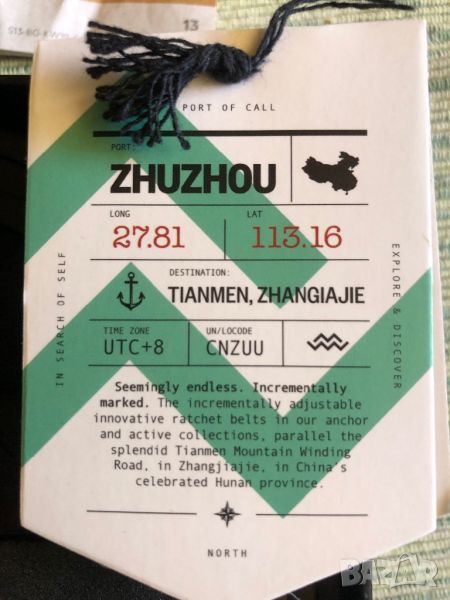 13
PORT OF CALL
PORT:
ZHUZHOU
LONG
27.81
LAT
113.16
DESTINATION:
TIANMEN, ZHANGIAJIE
TIME ZONE
UTC+8
UN/LOCODE
CNZUU
IN SEARCH OF SELF
EXPLORE & DISCOVER
Seemingly endless. Incrementally
marked. The incrementally adjustable
innovative ratchet belts in our anchor
and active collections, parallel the
splendid Tianmen Mountain Winding
Road, in Zhangjiajie, in China's
celebrated Hunan province.
NORTH
BAZAR